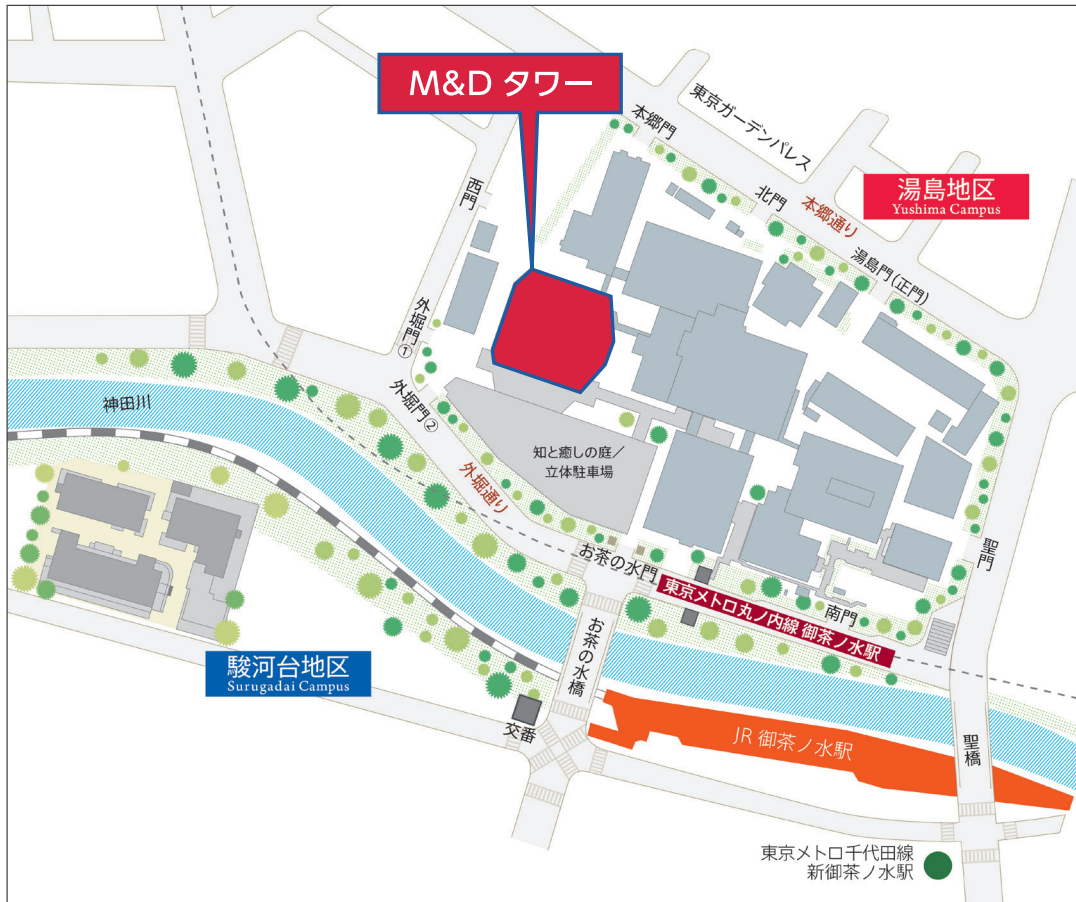 M&D タワー
本郷門
東京ガーデンパレス
湯島地区
Yushima Campus
西門
北門
本郷通り
湯島門(正門)
外堀門①
外堀門②
神田川
知と癒しの庭/
立体駐車場
外堀通り
お茶の水門
聖門
東京メトロ丸ノ内線 御茶ノ水駅
南門
お茶の水橋
駿河台地区
Surugadai Campus
交番
JR 御茶ノ水駅
聖橋
東京メトロ千代田線
新御茶ノ水駅